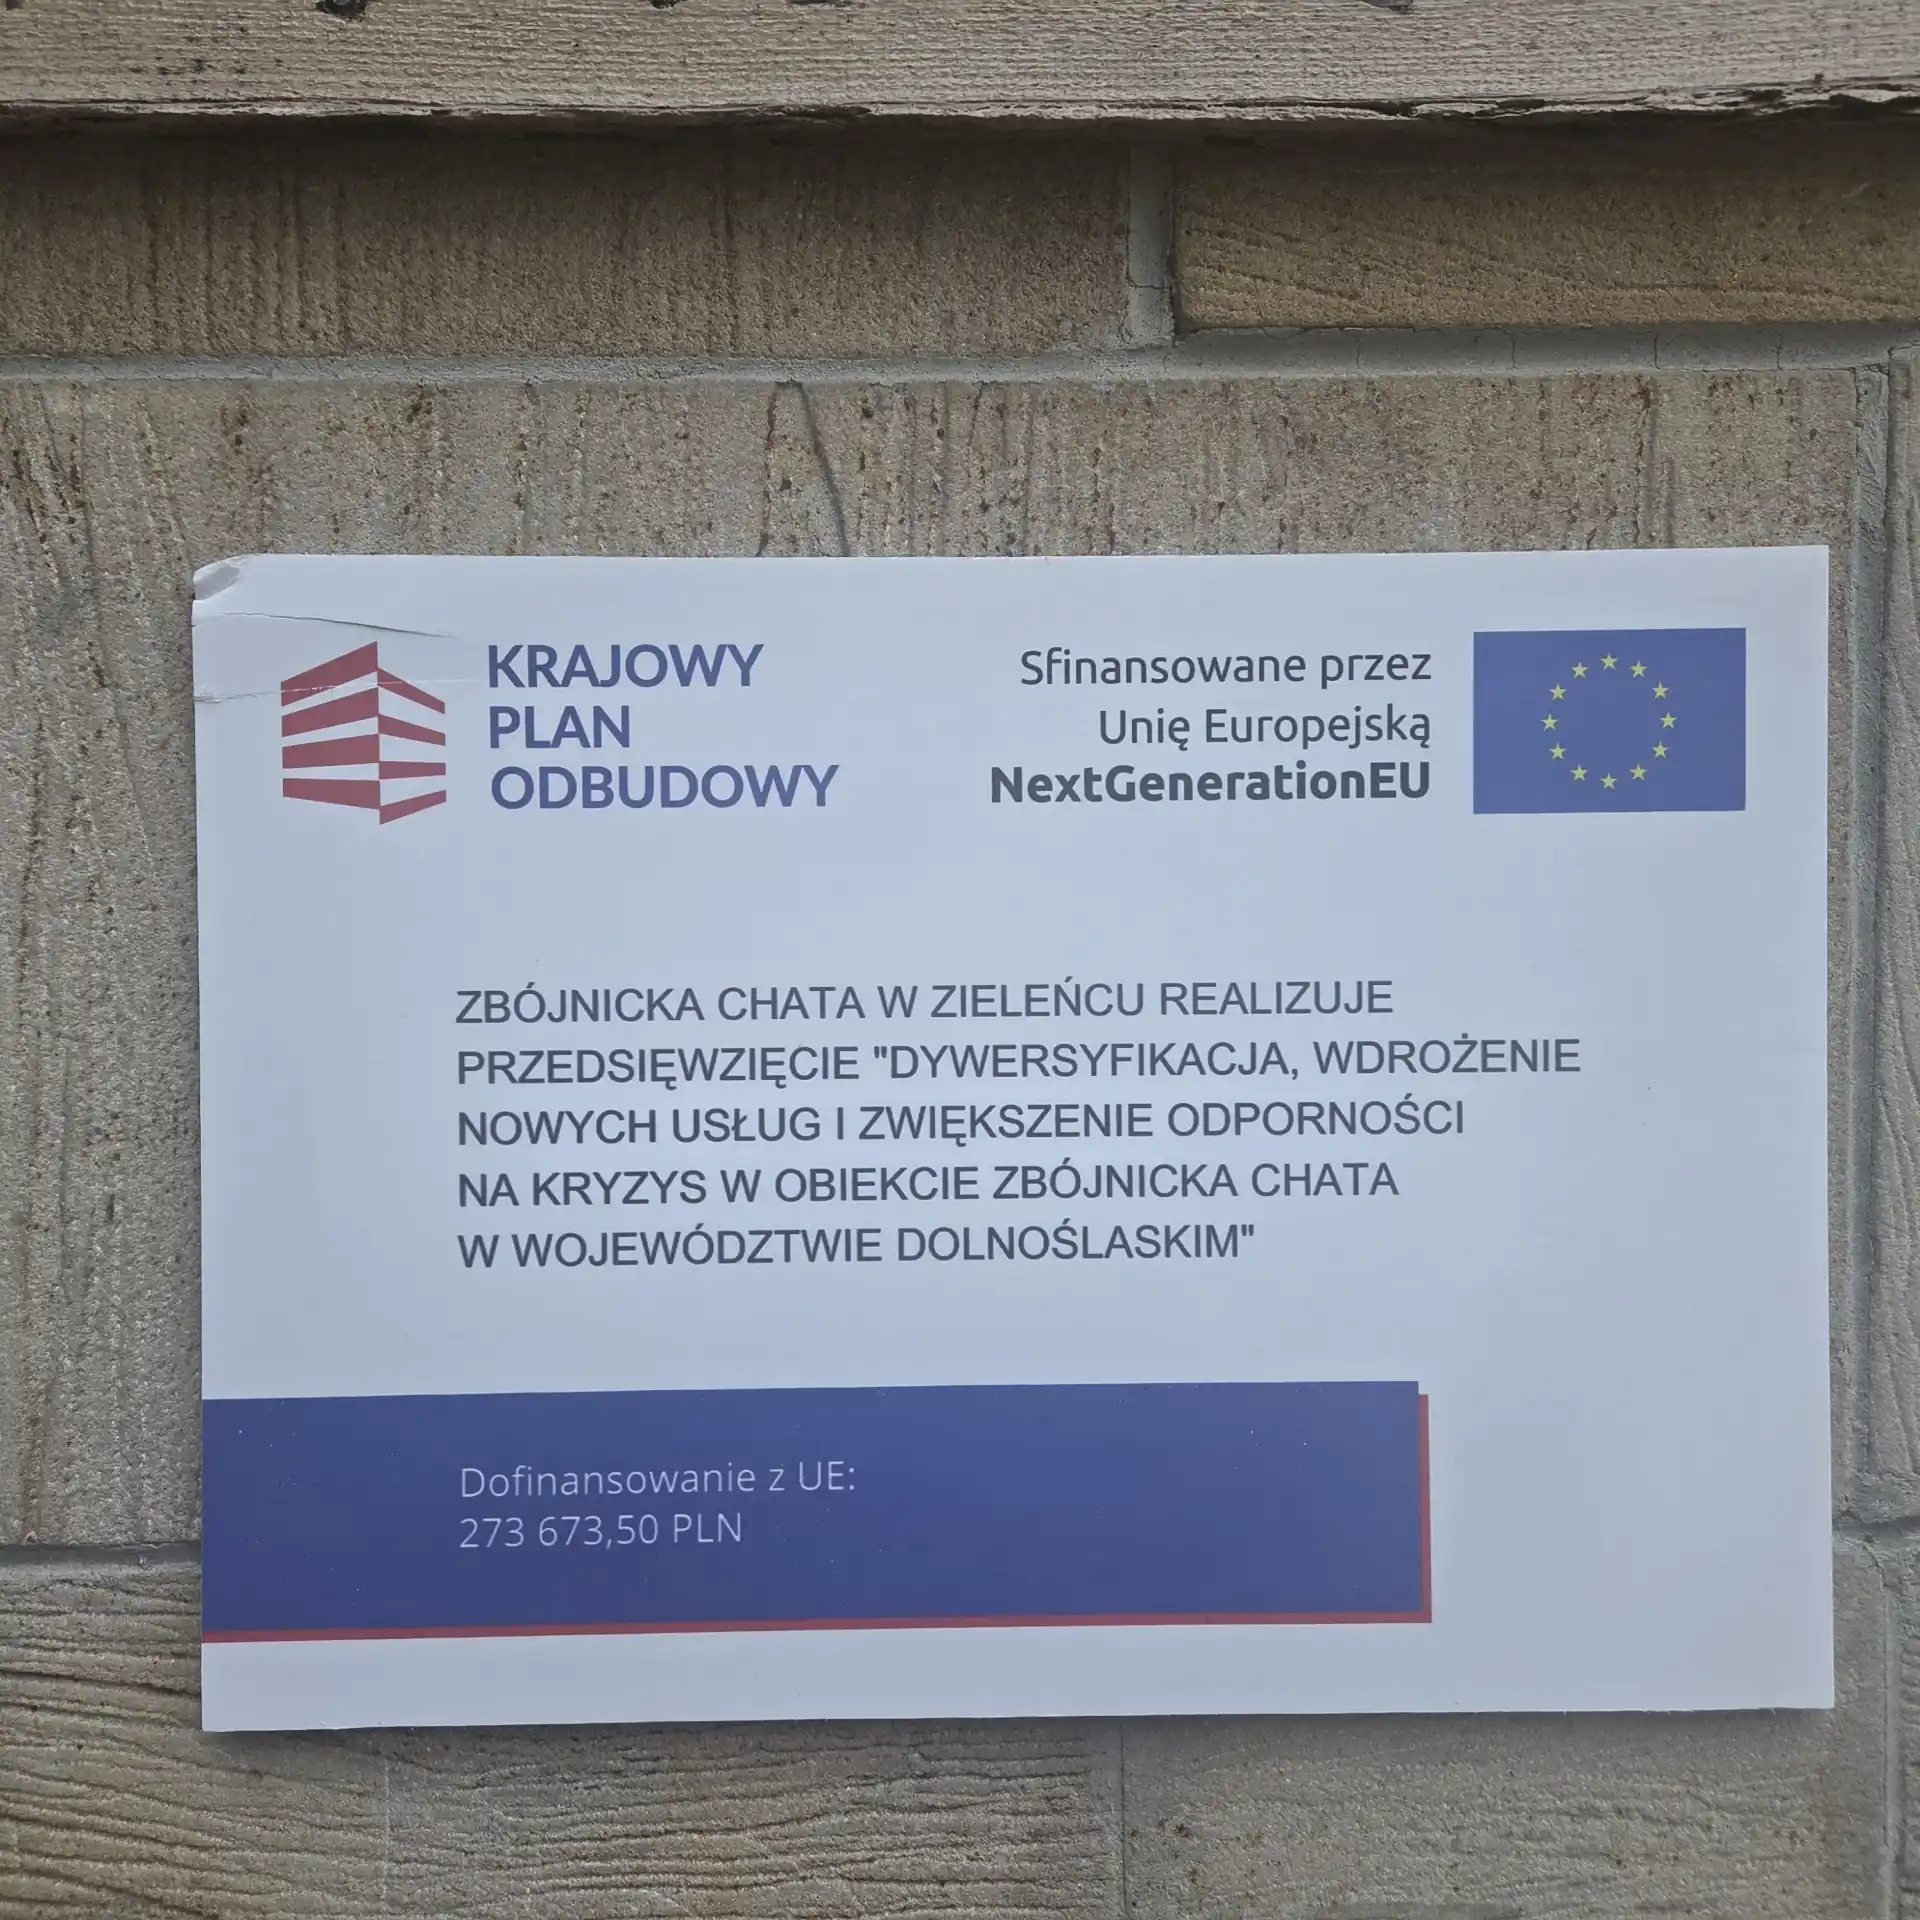 KRAJOWY
PLAN
ODBUDOWY
Sfinansowane przez
Unię Europejską
NextGenerationEU
ZBÓJNICKA CHATA W ZIELEŃCU REALIZUJE
PRZEDSIĘWZIĘCIE "DYWERSYFIKACJA, WDROŻENIE
NOWYCH USŁUG I ZWIĘKSZENIE ODPORNOŚCI
NA KRYZYS W OBIEKCIE ZBÓJNICKA CHATA
W WOJEWÓDZTWIE DOLNOŚLASKIM"
Dofinansowanie z UE:
273 673,50 PLN